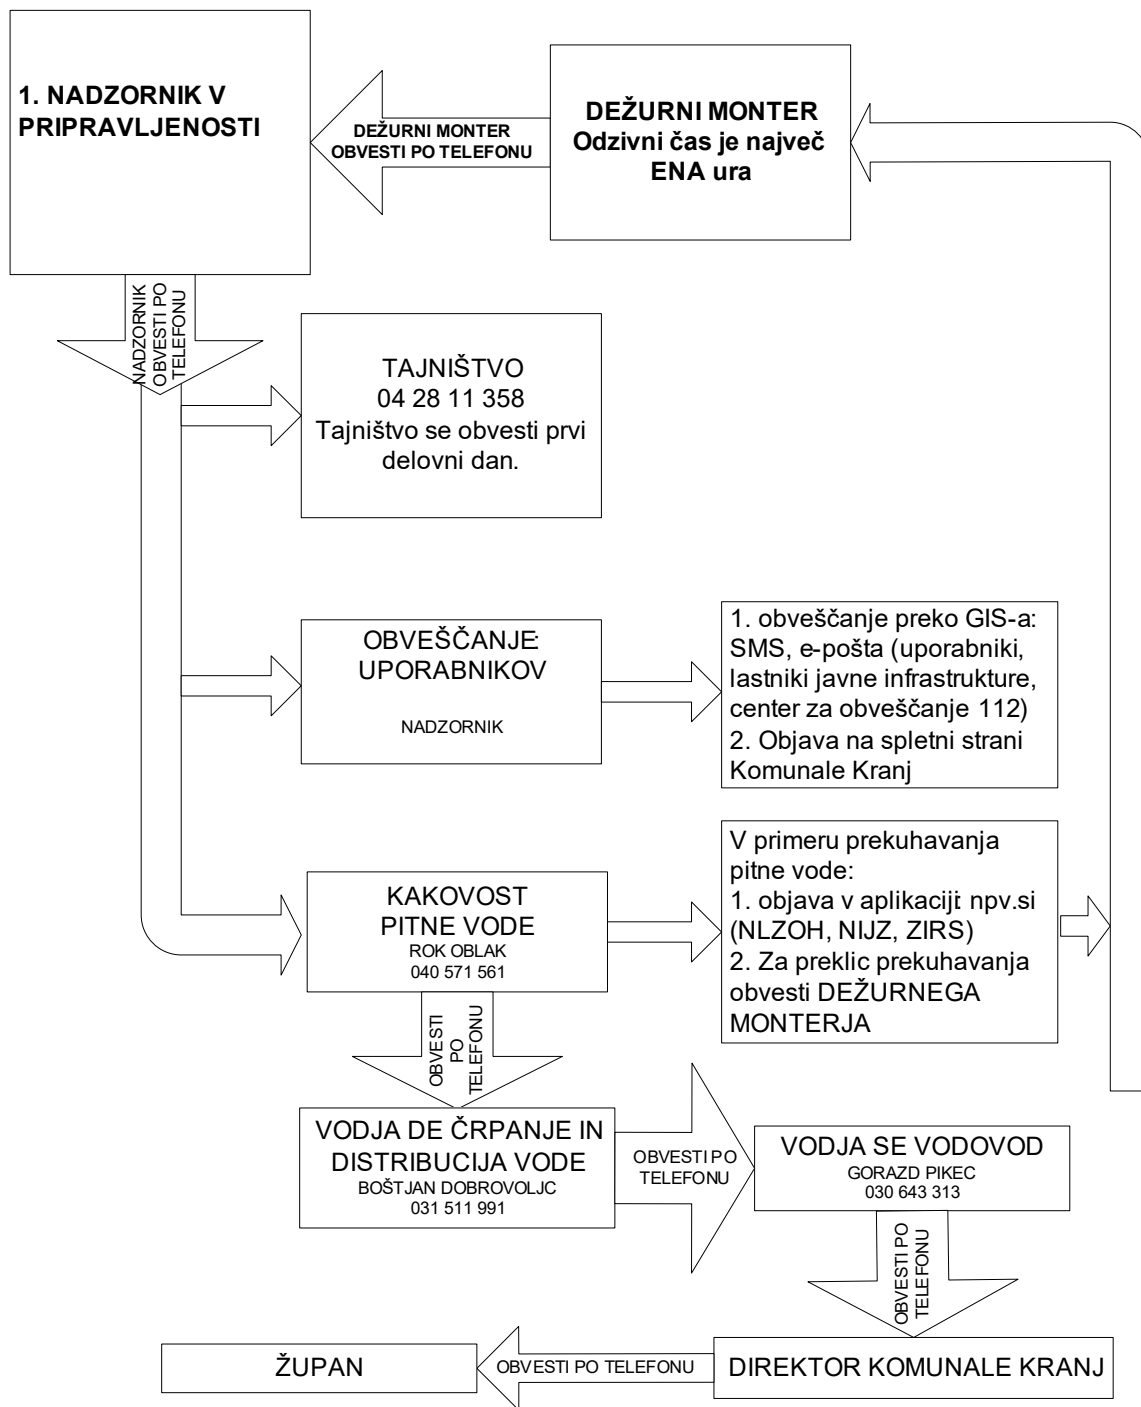 1. NADZORNIK V
PRIPRAVLJENOSTI
DEŽURNI MONTER
OBVESTI PO TELEFONU
DEŽURNI MONTER
Odzivni čas je največ
ENA ura
NADZORNIK
OBVESTI PO
TELEFONU
TAJNIŠTVO
04 28 11 358
Tajništvo se obvesti prvi
delovni dan.
OBVEŠČANJE:
UPORABNIKOV
NADZORNIK
1. obveščanje preko GIS-a:
SMS, e-pošta (uporabniki,
lastniki javne infrastrukture,
center za obveščanje 112)
2. Objava na spletni strani
Komunale Kranj
KAKOVOST
PITNE VODE
ROK OBLAK
040 571 561
V primeru prekuhavanja
pitne vode:
1. objava v aplikaciji: npv.si
(NLZOH, NIJZ, ZIRS)
2. Za preklic prekuhavanja
obvesti DEŽURNEGA
MONTERJA
OBVESTI
PO
TELEFONU
VODJA DE ČRPANJE IN
DISTRIBUCIJA VODE
BOŠTJAN DOBROVOLJC
031 511 991
OBVESTI PO
TELEFONU
VODJA SE VODOVOD
GORAZD PIKEC
030 643 313
OBVESTI PO
TELEFONU
ŽUPAN
OBVESTI PO TELEFONU
DIREKTOR KOMUNALE KRANJ